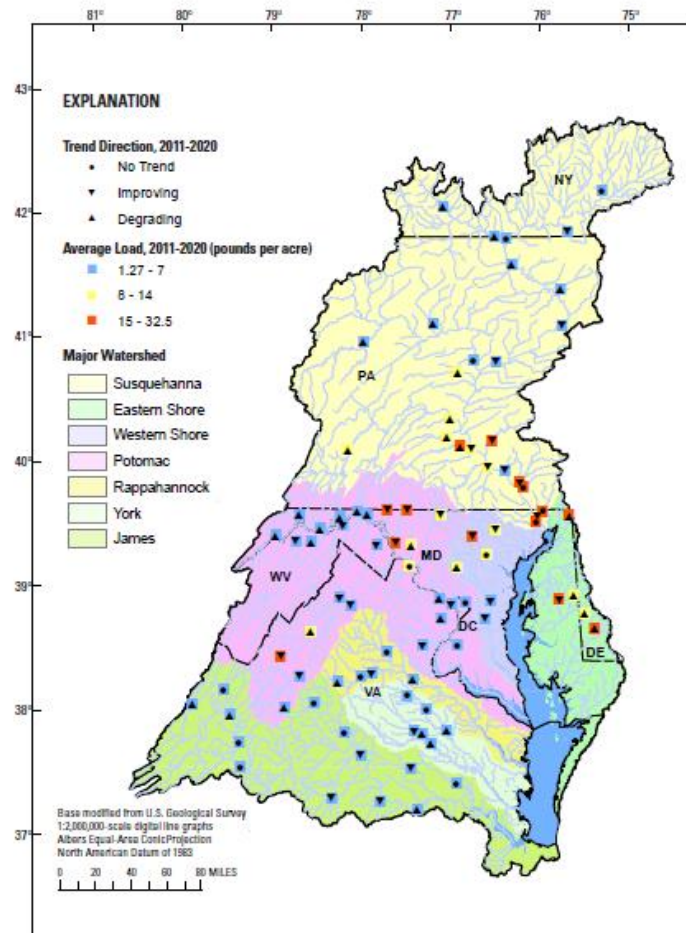 81° 80° 79° 78° 77° 76° 75°
43°
42°
41°
40°
39°
38°
37°
EXPLANATION
Trend Direction, 2011-2020
No Trend
Improving
Degrading
Average Load, 2011-2020 (pounds per acre)
1.27 - 7
8 - 14
15 - 32.5
Major Watershed
Susquehanna
Eastern Shore
Western Shore
Potomac
Rappahannock
York
James
NY
PA
MD
WV
DC
DE
VA
Base modified from U.S. Geological Survey
1:2,000,000-scale digital line graphs
Albers Equal-Area ConicProjection
North American Datum of 1983
0 20 40 60 80 MILES